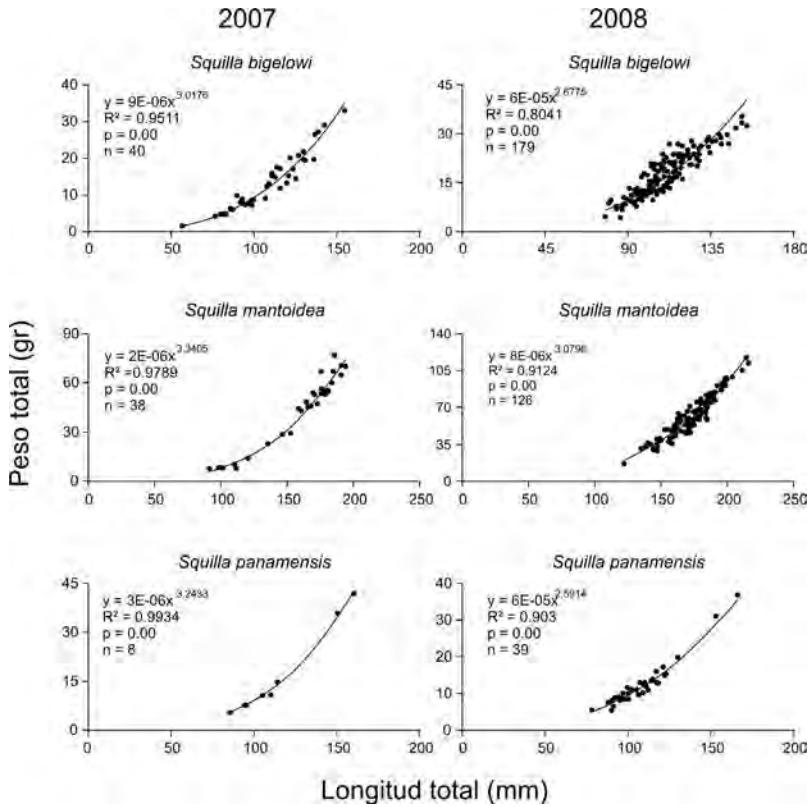 2007
2008
Squilla bigelowi
y = 9E-06x^3.0176
R² = 0.9511
p = 0.00
n = 40
40
30
20
10
0
0 50 100 150 200
Squilla bigelowi
y = 6E-05x^2.6775
R² = 0.8041
p = 0.00
n = 179
45
30
15
0
0 45 90 135 180
Squilla mantoidea
y = 2E-06x^3.3405
R² =0.9789
p = 0.00
n = 38
90
60
30
0
0 50 100 150 200
Squilla mantoidea
y = 8E-06x^3.0796
R² = 0.9124
p = 0.00
n = 126
140
105
70
35
0
0 50 100 150 200 250
Squilla panamensis
y = 3E-06x^3.2493
R² = 0.9934
p = 0.00
n = 8
45
30
15
0
0 50 100 150 200
Squilla panamensis
y = 6E-05x^2.5914
R² = 0.903
p = 0.00
n = 39
40
30
20
10
0
0 50 100 150 200
Peso total (gr)
Longitud total (mm)